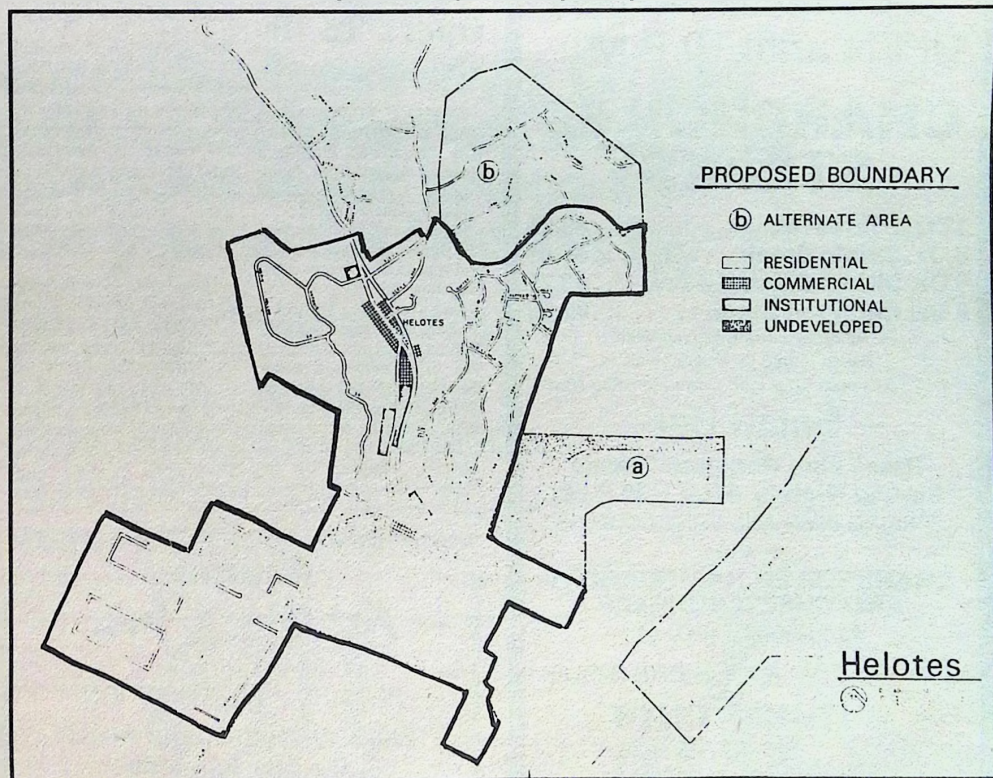 PROPOSED BOUNDARY
ⓑ ALTERNATE AREA
RESIDENTIAL
COMMERCIAL
INSTITUTIONAL
UNDEVELOPED
ⓑ
HELOTES
ⓐ
Helotes